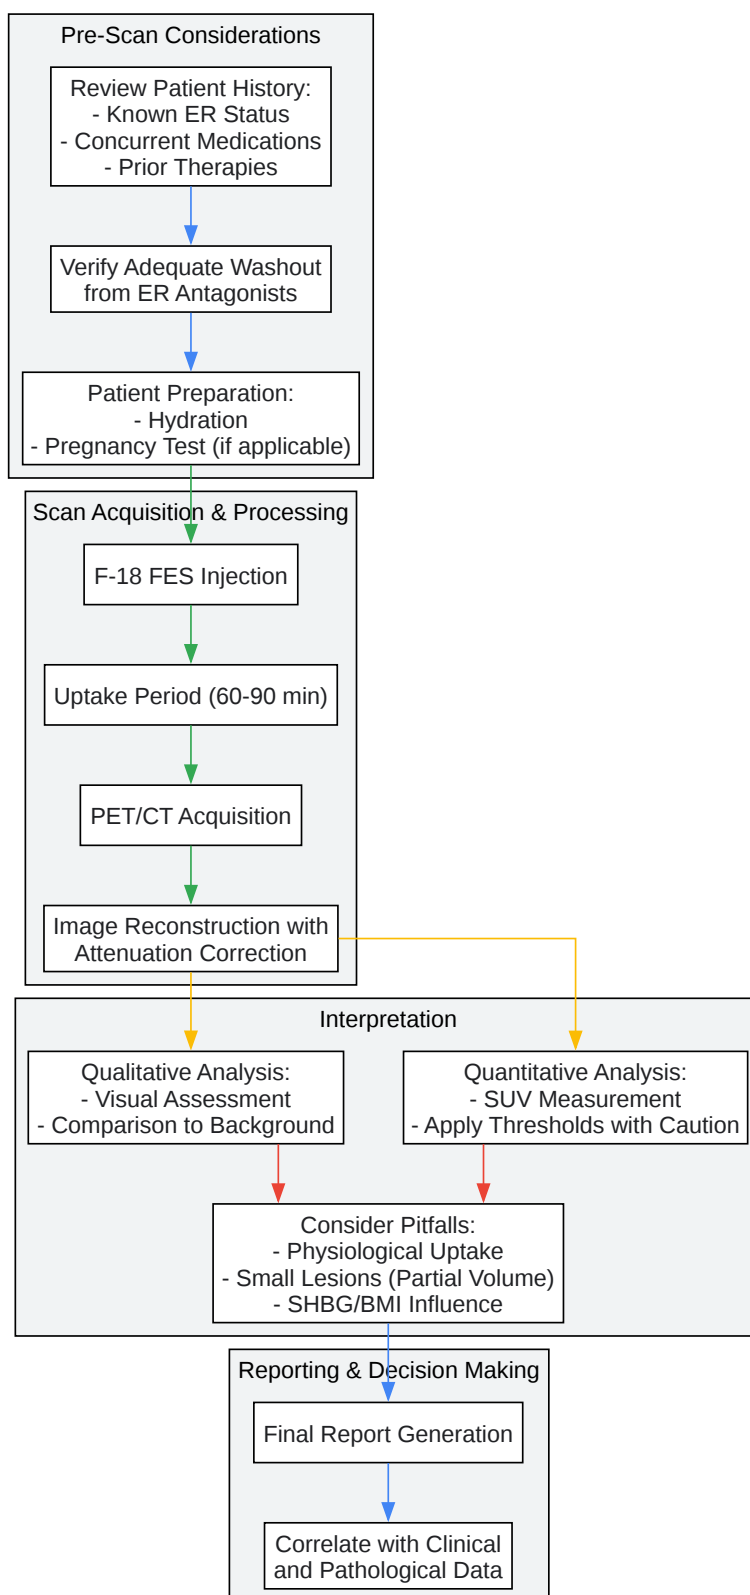 Pre-Scan Considerations
Review Patient History:
- Known ER Status
- Concurrent Medications
- Prior Therapies
Verify Adequate Washout
from ER Antagonists
Patient Preparation:
- Hydration
- Pregnancy Test (if applicable)
Scan Acquisition & Processing
F-18 FES Injection
Uptake Period (60-90 min)
PET/CT Acquisition
Image Reconstruction with
Attenuation Correction
Interpretation
Qualitative Analysis:
- Visual Assessment
- Comparison to Background
Quantitative Analysis:
- SUV Measurement
- Apply Thresholds with Caution
Consider Pitfalls:
- Physiological Uptake
- Small Lesions (Partial Volume)
- SHBG/BMI Influence
Reporting & Decision Making
Final Report Generation
Correlate with Clinical
and Pathological Data